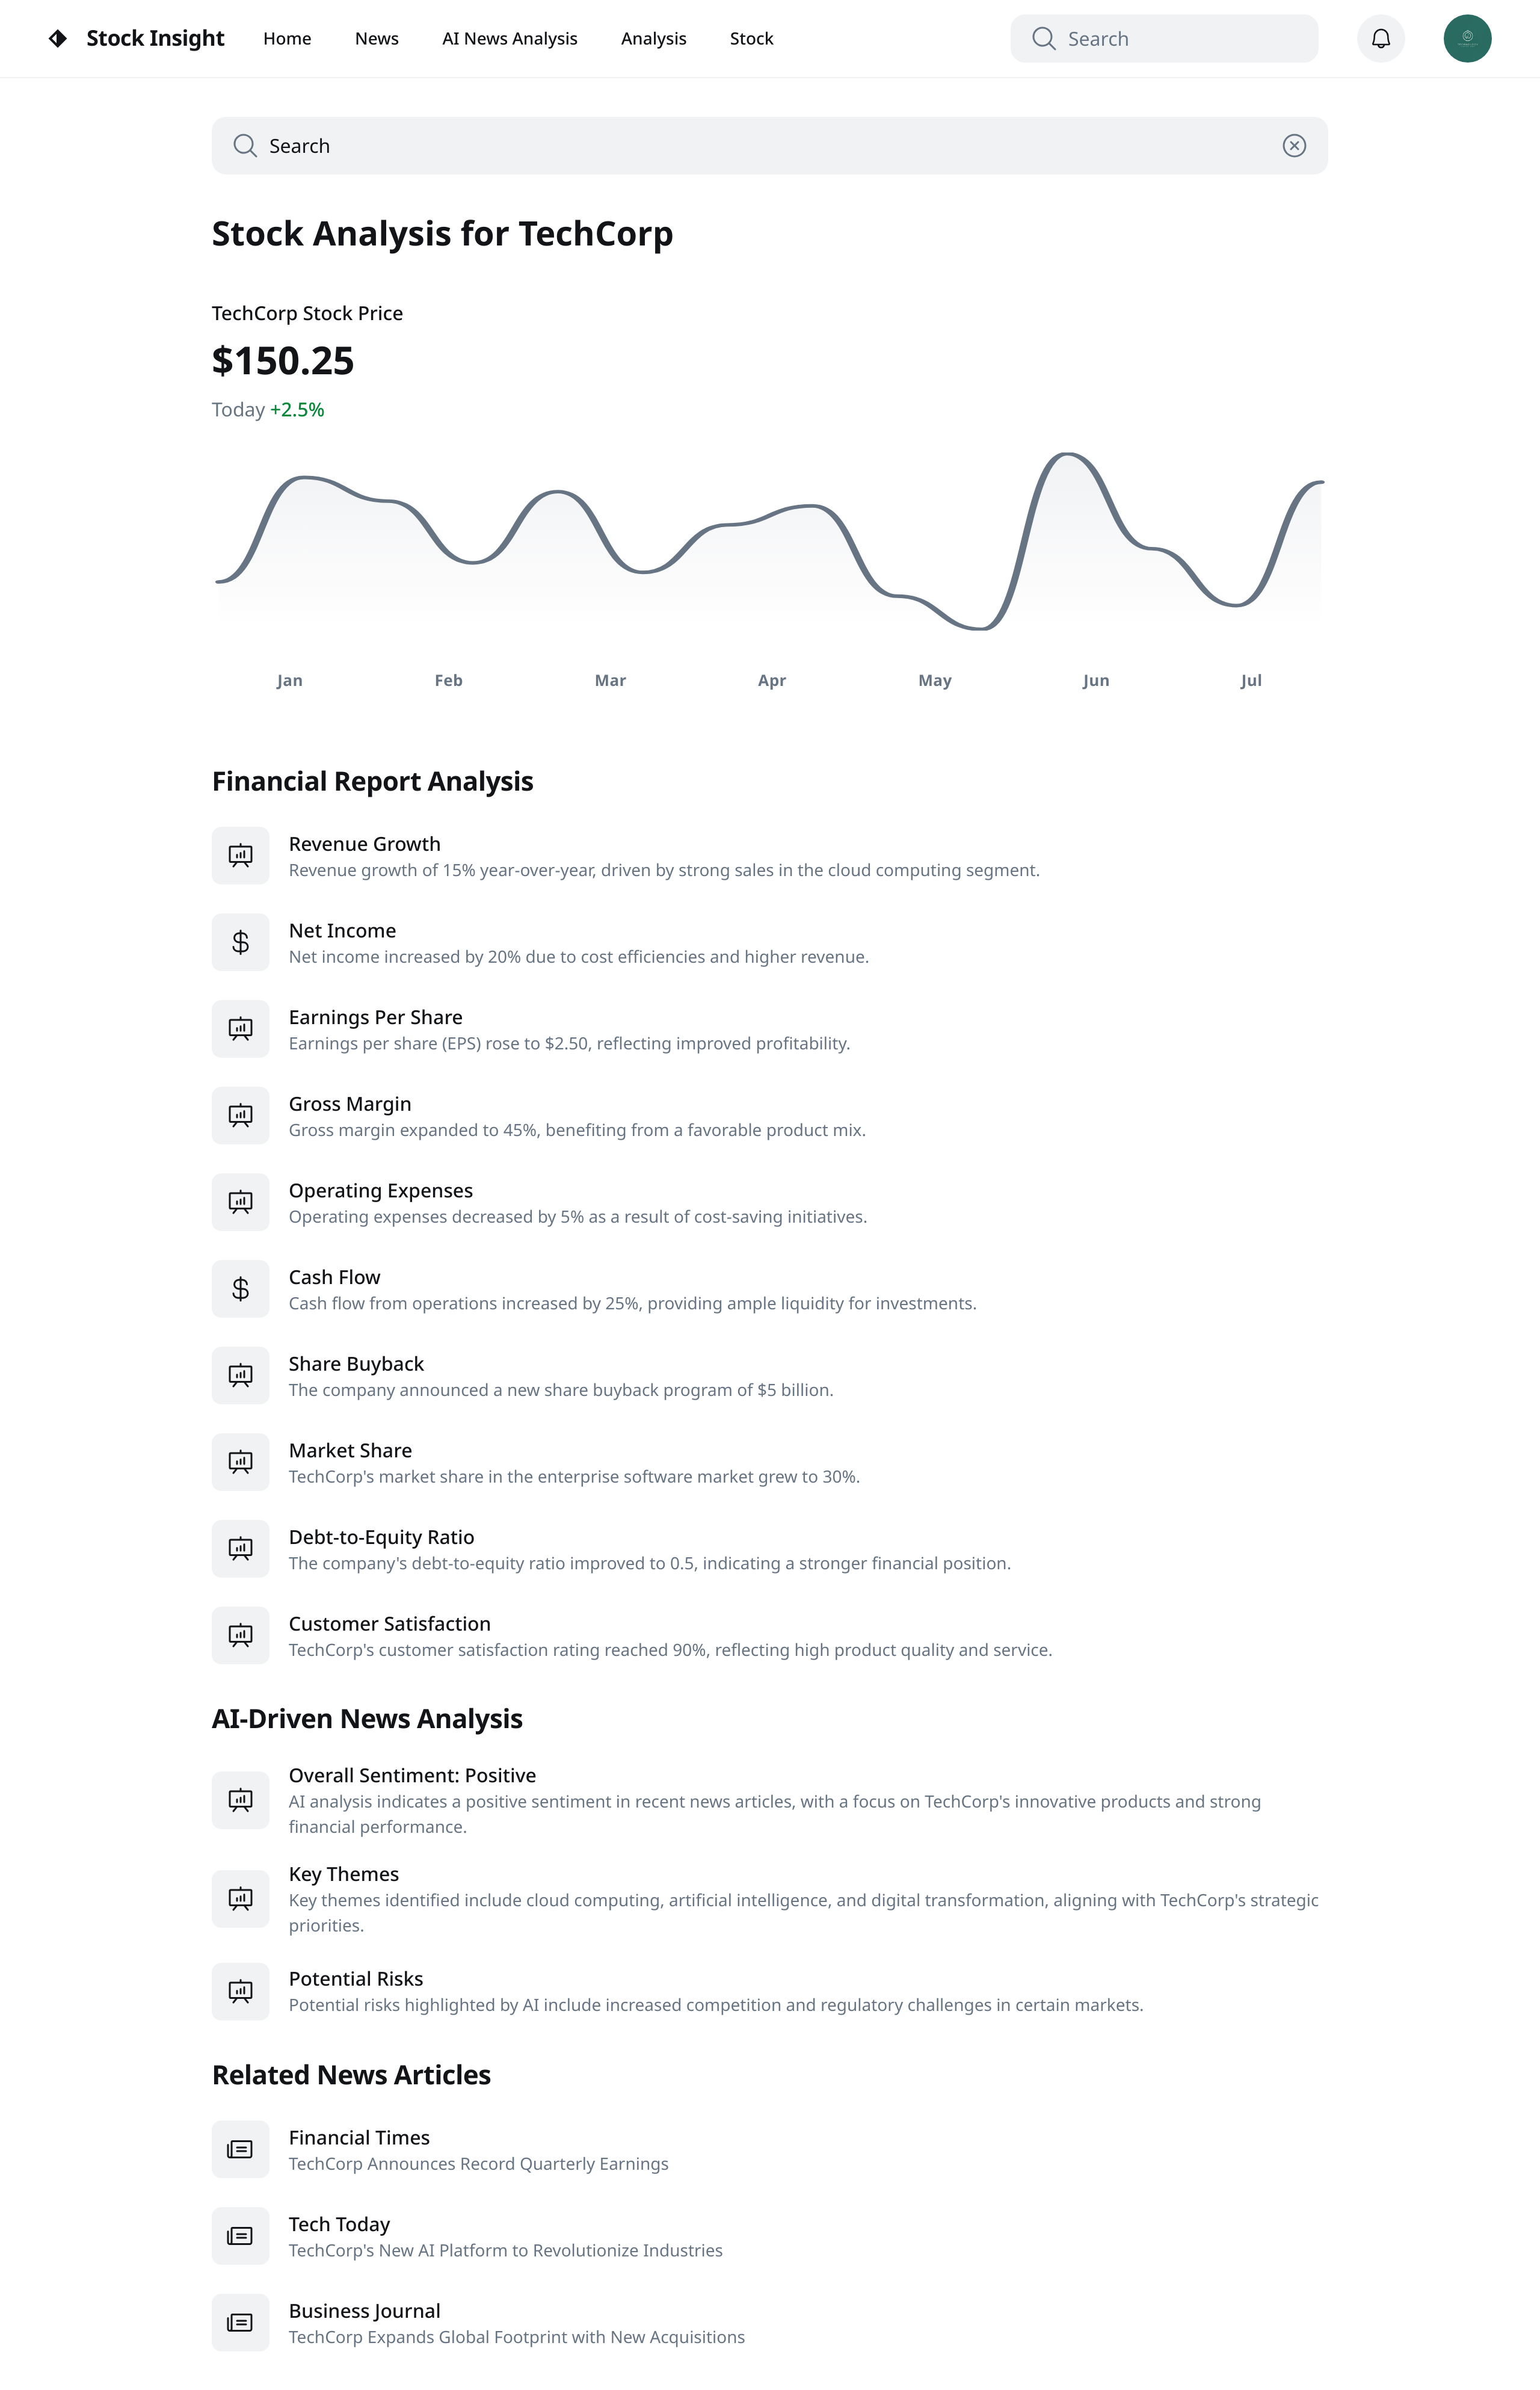 Stock Insight Home News AI News Analysis Analysis Stock Search
Search
Stock Analysis for TechCorp
TechCorp Stock Price
$150.25
Today +2.5%
Jan Feb Mar Apr May Jun Jul
Financial Report Analysis
Revenue Growth
Revenue growth of 15% year-over-year, driven by strong sales in the cloud computing segment.
Net Income
Net income increased by 20% due to cost efficiencies and higher revenue.
Earnings Per Share
Earnings per share (EPS) rose to $2.50, reflecting improved profitability.
Gross Margin
Gross margin expanded to 45%, benefiting from a favorable product mix.
Operating Expenses
Operating expenses decreased by 5% as a result of cost-saving initiatives.
Cash Flow
Cash flow from operations increased by 25%, providing ample liquidity for investments.
Share Buyback
The company announced a new share buyback program of $5 billion.
Market Share
TechCorp's market share in the enterprise software market grew to 30%.
Debt-to-Equity Ratio
The company's debt-to-equity ratio improved to 0.5, indicating a stronger financial position.
Customer Satisfaction
TechCorp's customer satisfaction rating reached 90%, reflecting high product quality and service.
AI-Driven News Analysis
Overall Sentiment: Positive
AI analysis indicates a positive sentiment in recent news articles, with a focus on TechCorp's innovative products and strong
financial performance.
Key Themes
Key themes identified include cloud computing, artificial intelligence, and digital transformation, aligning with TechCorp's strategic
priorities.
Potential Risks
Potential risks highlighted by AI include increased competition and regulatory challenges in certain markets.
Related News Articles
Financial Times
TechCorp Announces Record Quarterly Earnings
Tech Today
TechCorp's New AI Platform to Revolutionize Industries
Business Journal
TechCorp Expands Global Footprint with New Acquisitions